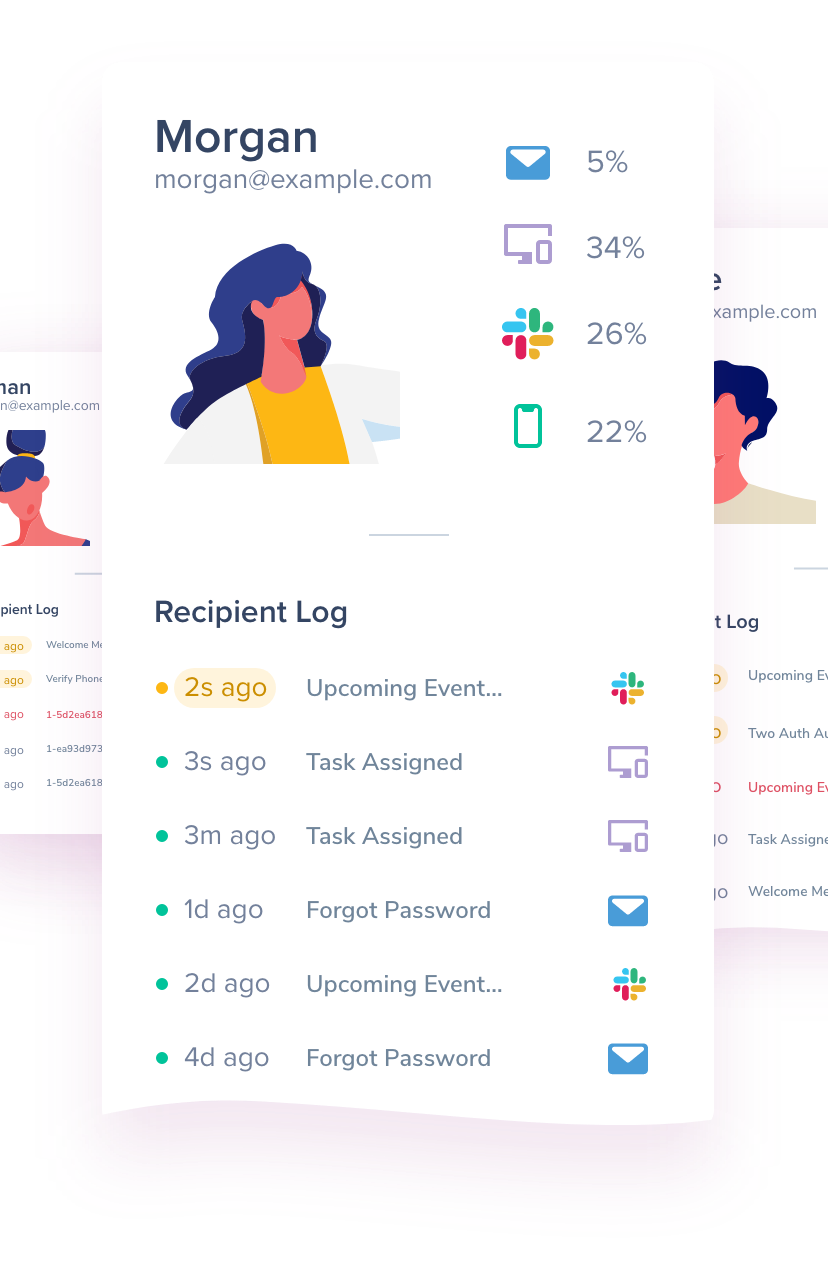 Morgan
morgan@example.com
5%
34%
26%
22%
Recipient Log
2s ago Upcoming Event...
3s ago Task Assigned
3m ago Task Assigned
1d ago Forgot Password
2d ago Upcoming Event...
4d ago Forgot Password
man
n@example.com
pient Log
ago Welcome Me
ago Verify Phone
ago 1-5d2ea618
ago 1-ea93d973
ago 1-5d2ea618
e
xample.com
t Log
o Upcoming Ev
o Two Auth Au
o Upcoming Ev
go Task Assigne
go Welcome Me